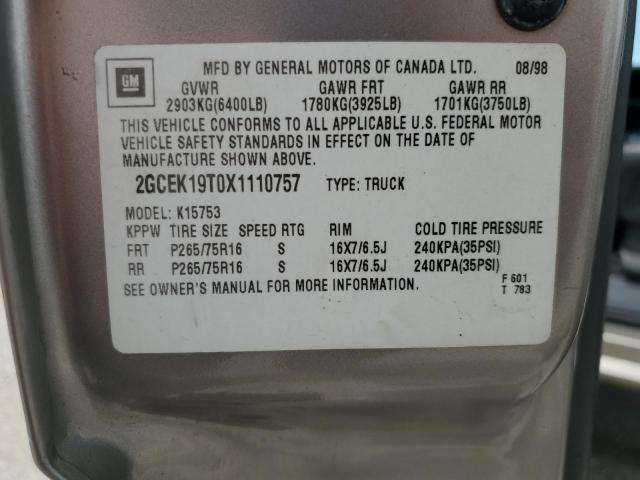 GM
MFD BY GENERAL MOTORS OF CANADA LTD. 08/98
GVWR GAWR FRT GAWR RR
2903KG(6400LB) 1780KG(3925LB) 1701KG(3750LB)
THIS VEHICLE CONFORMS TO ALL APPLICABLE U.S. FEDERAL MOTOR
VEHICLE SAFETY STANDARDS IN EFFECT ON THE DATE OF
MANUFACTURE SHOWN ABOVE.
2GCEK19T0X1110757 TYPE: TRUCK
MODEL: K15753
KPPW TIRE SIZE SPEED RTG RIM COLD TIRE PRESSURE
FRT P265/75R16 S 16X7/6.5J 240KPA(35PSI)
RR P265/75R16 S 16X7/6.5J 240KPA(35PSI)
SEE OWNER'S MANUAL FOR MORE INFORMATION.
F 601
T 783